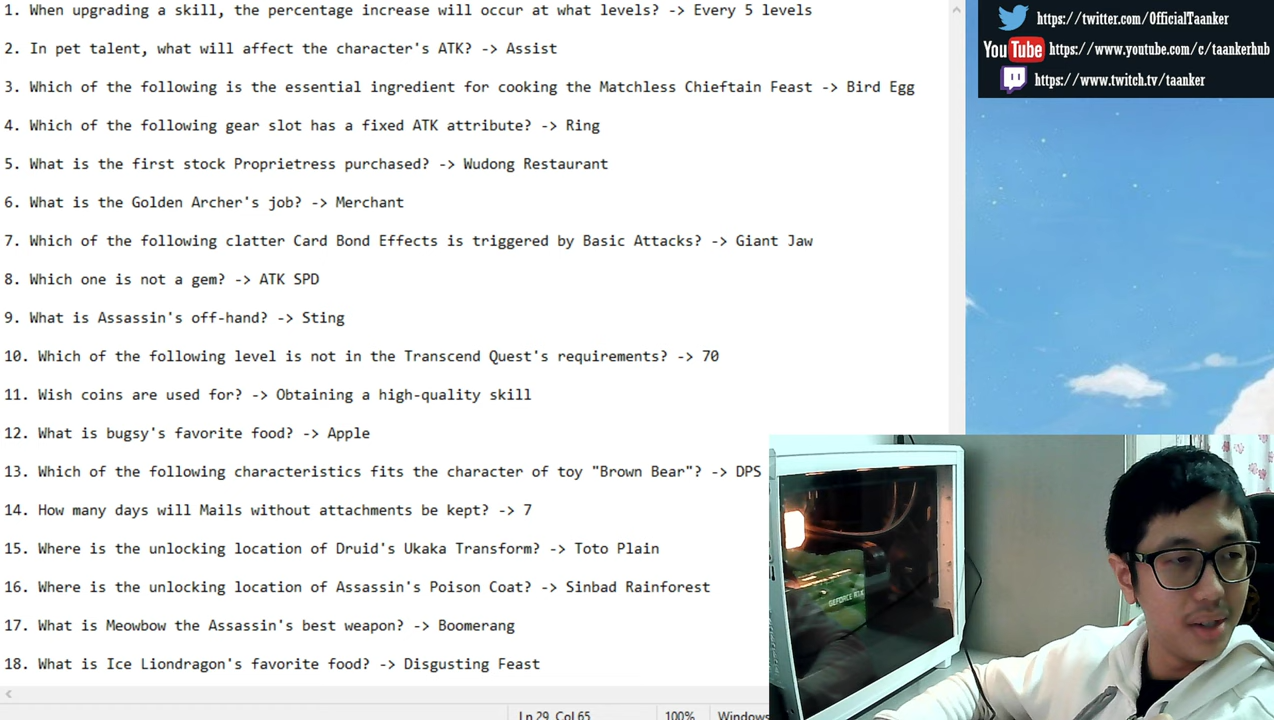 1. When upgrading a skill, the percentage increase will occur at what levels? -> Every 5 levels
2. In pet talent, what will affect the character's ATK? -> Assist
3. Which of the following is the essential ingredient for cooking the Matchless Chieftain Feast -> Bird Egg
4. Which of the following gear slot has a fixed ATK attribute? -> Ring
5. What is the first stock Proprietress purchased? -> Wudong Restaurant
6. What is the Golden Archer's job? -> Merchant
7. Which of the following clatter Card Bond Effects is triggered by Basic Attacks? -> Giant Jaw
8. Which one is not a gem? -> ATK SPD
9. What is Assassin's off-hand? -> Sting
10. Which of the following level is not in the Transcend Quest's requirements? -> 70
11. Wish coins are used for? -> Obtaining a high-quality skill
12. What is bugsy's favorite food? -> Apple
13. Which of the following characteristics fits the character of toy "Brown Bear"? -> DPS
14. How many days will Mails without attachments be kept? -> 7
15. Where is the unlocking location of Druid's Ukaka Transform? -> Toto Plain
16. Where is the unlocking location of Assassin's Poison Coat? -> Sinbad Rainforest
17. What is Meowbow the Assassin's best weapon? -> Boomerang
18. What is Ice Liondragon's favorite food? -> Disgusting Feast
Ln 29, Col 65 100% Windows
https://twitter.com/OfficialTaanker
YouTube https://www.youtube.com/c/taankerhub
https://www.twitch.tv/taanker
GEFORCE RTX